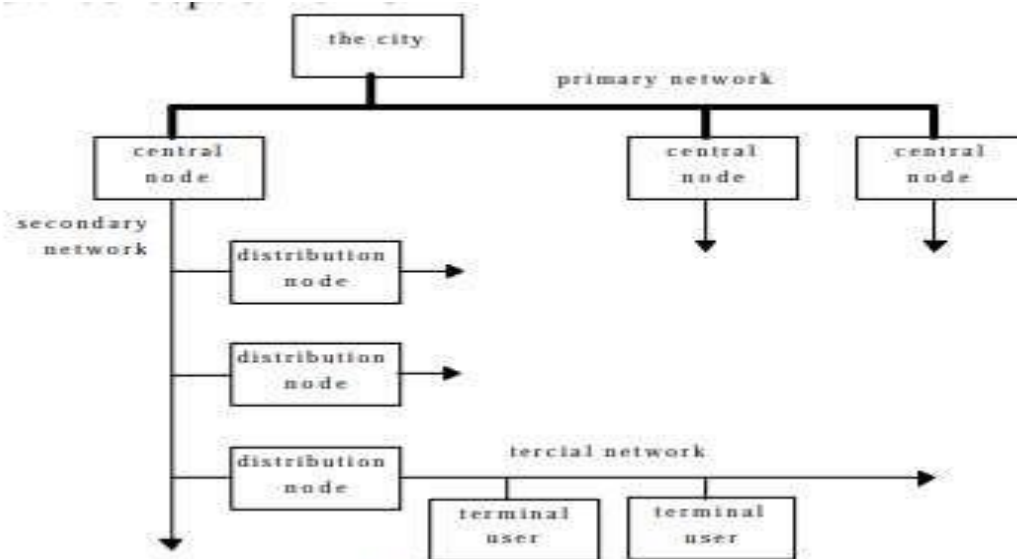 the city
primary network
central
node
central
node
central
node
secondary
network
distribution
node
distribution
node
distribution
node
tercial network
terminal
user
terminal
user